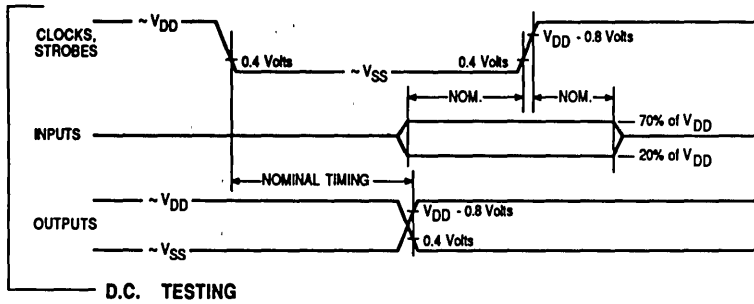 CLOCKS, STROBES
~ VDD
0.4 Volts
~ VSS
0.4 Volts
VDD - 0.8 Volts
NOM.
NOM.
INPUTS
70% of VDD
20% of VDD
NOMINAL TIMING
OUTPUTS
~ VDD
VDD - 0.8 Volts
0.4 Volts
~ VSS
D.C. TESTING